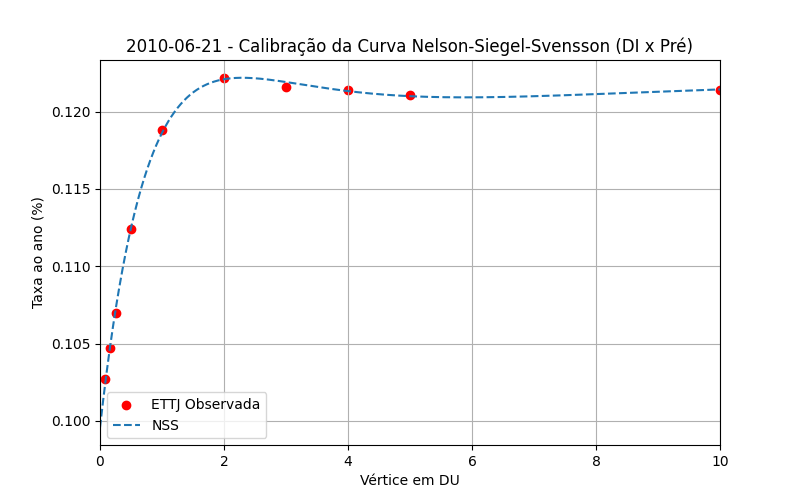 2010-06-21 - Calibração da Curva Nelson-Siegel-Svensson (DI x Pré)
0.120
0.115
0.110
0.105
0.100
Taxa ao ano (%)
ETTJ Observada
NSS
0 2 4 6 8 10
Vértice em DU